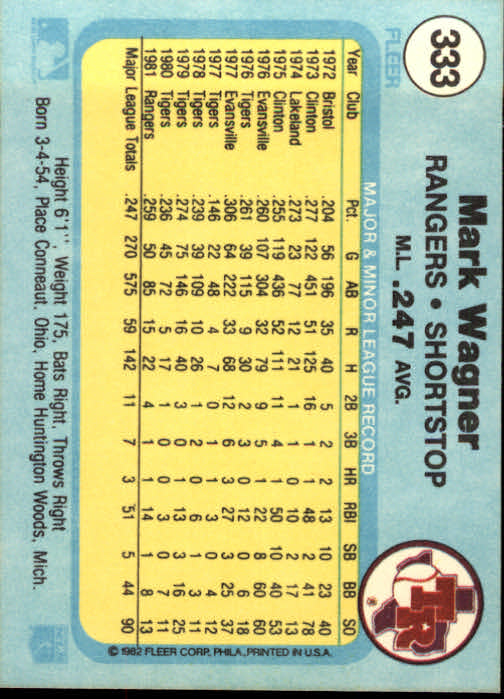 333
FLEER
Mark Wagner
RANGERS • SHORTSTOP
M.L .247 AVG.
TR
MAJOR & MINOR LEAGUE RECORD
Year Club Pct. G AB R H 2B 3B HR RBI SB BB SO
1972 Bristol .204 56 196 35 40 5 2 2 13 10 23 40
1973 Clinton .277 122 451 51 125 16 1 2 48 2 41 78
1974 Lakeland .273 23 77 12 21 1 0 0 1 2 17 13
1975 Clinton .255 119 436 52 111 11 4 1 50 10 40 53
1976 Evansville .260 107 304 32 79 9 5 1 22 8 60 60
1976 Tigers .261 39 115 9 30 2 3 0 12 0 6 18
1977 Evansville .306 64 222 33 68 12 6 3 27 3 25 37
1977 Tigers .146 22 48 4 7 0 1 1 3 0 4 12
1978 Tigers .239 39 109 10 26 1 2 0 6 1 3 11
1979 Tigers .274 75 146 16 40 3 0 1 13 3 16 25
1980 Tigers .236 45 72 5 17 1 0 0 3 0 7 11
1981 Rangers .259 50 85 15 22 4 1 1 14 1 8 13
Major League Totals .247 270 575 59 142 11 7 3 51 5 44 90
© 1982 FLEER CORP. PHILA., PRINTED IN U.S.A.
Height 6'1'', Weight 175, Bats Right, Throws Right
Born 3-4-54, Place Conneaut, Ohio, Home Huntington Woods, Mich.